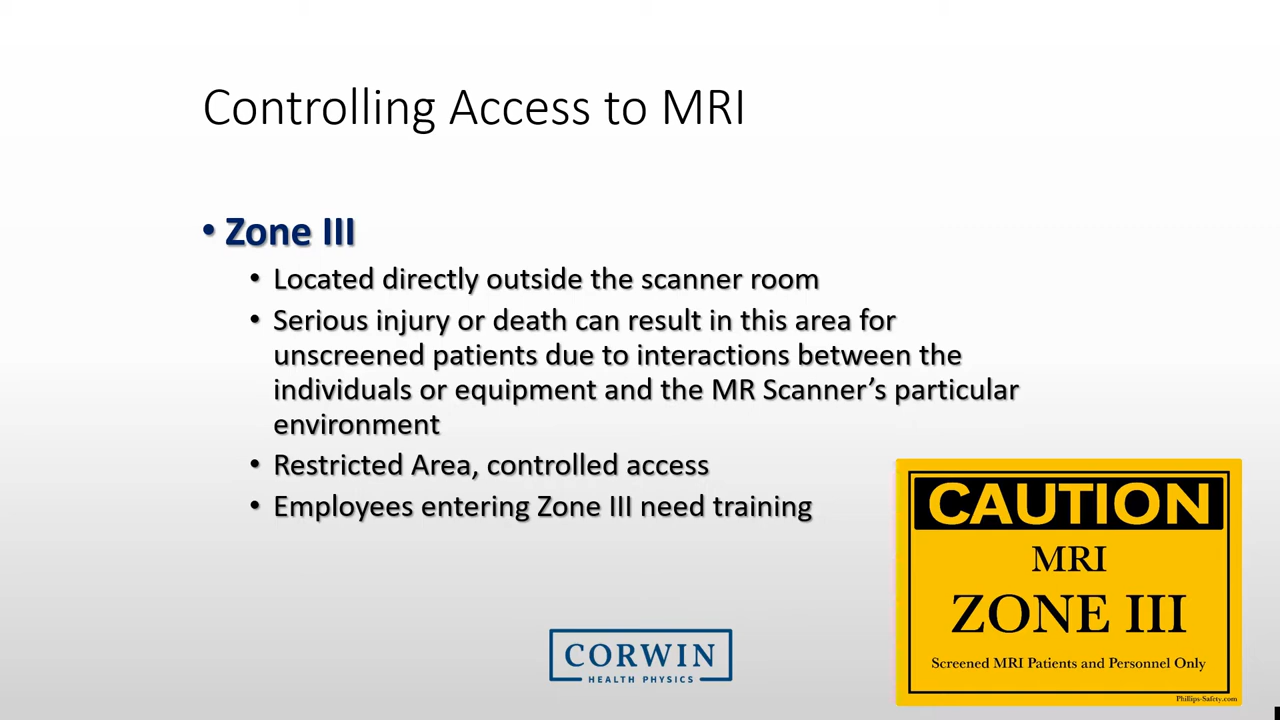 Controlling Access to MRI
• Zone III
• Located directly outside the scanner room
• Serious injury or death can result in this area for
unscreened patients due to interactions between the
individuals or equipment and the MR Scanner’s particular
environment
• Restricted Area, controlled access
• Employees entering Zone III need training
CAUTION
MRI
ZONE III
Screened MRI Patients and Personnel Only
Phillips-Safety.com
CORWIN
HEALTH PHYSICS